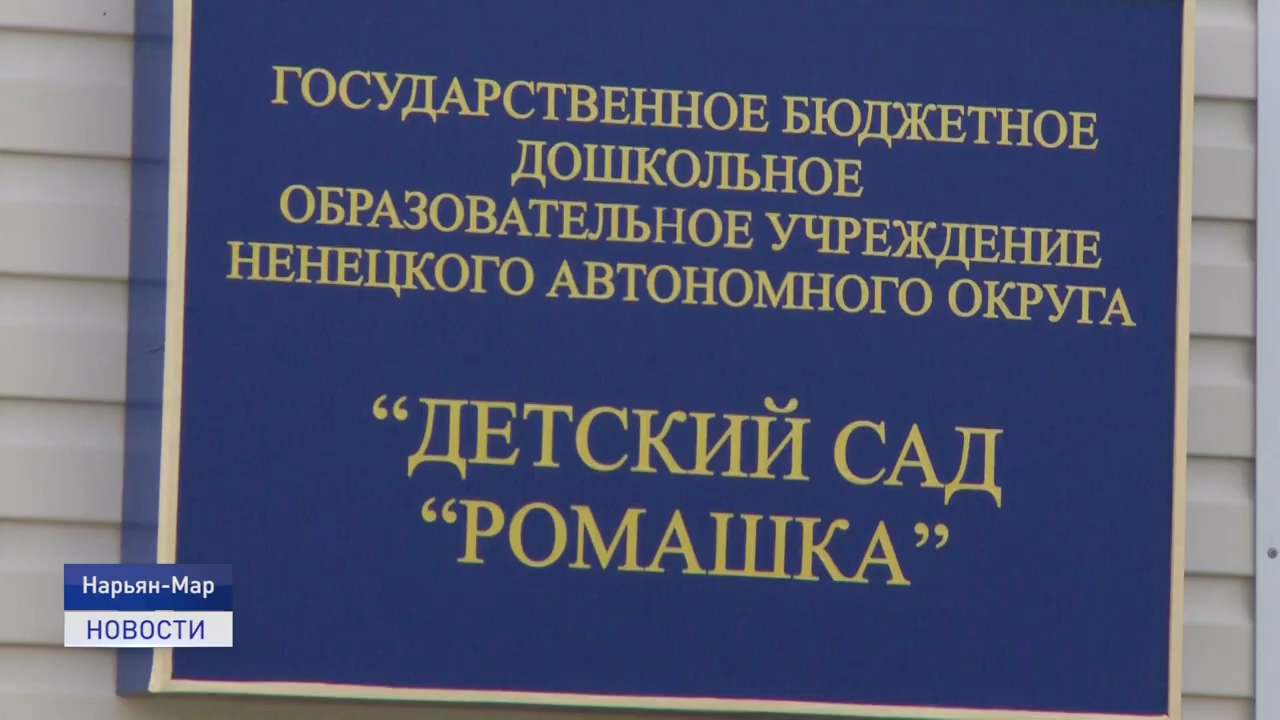 ГОСУДАРСТВЕННОЕ БЮДЖЕТНОЕ
ДОШКОЛЬНОЕ
ОБРАЗОВАТЕЛЬНОЕ УЧРЕЖДЕНИЕ
НЕНЕЦКОГО АВТОНОМНОГО ОКРУГА
“ДЕТСКИЙ САД
“РОМАШКА”
Нарьян-Мар
НОВОСТИ